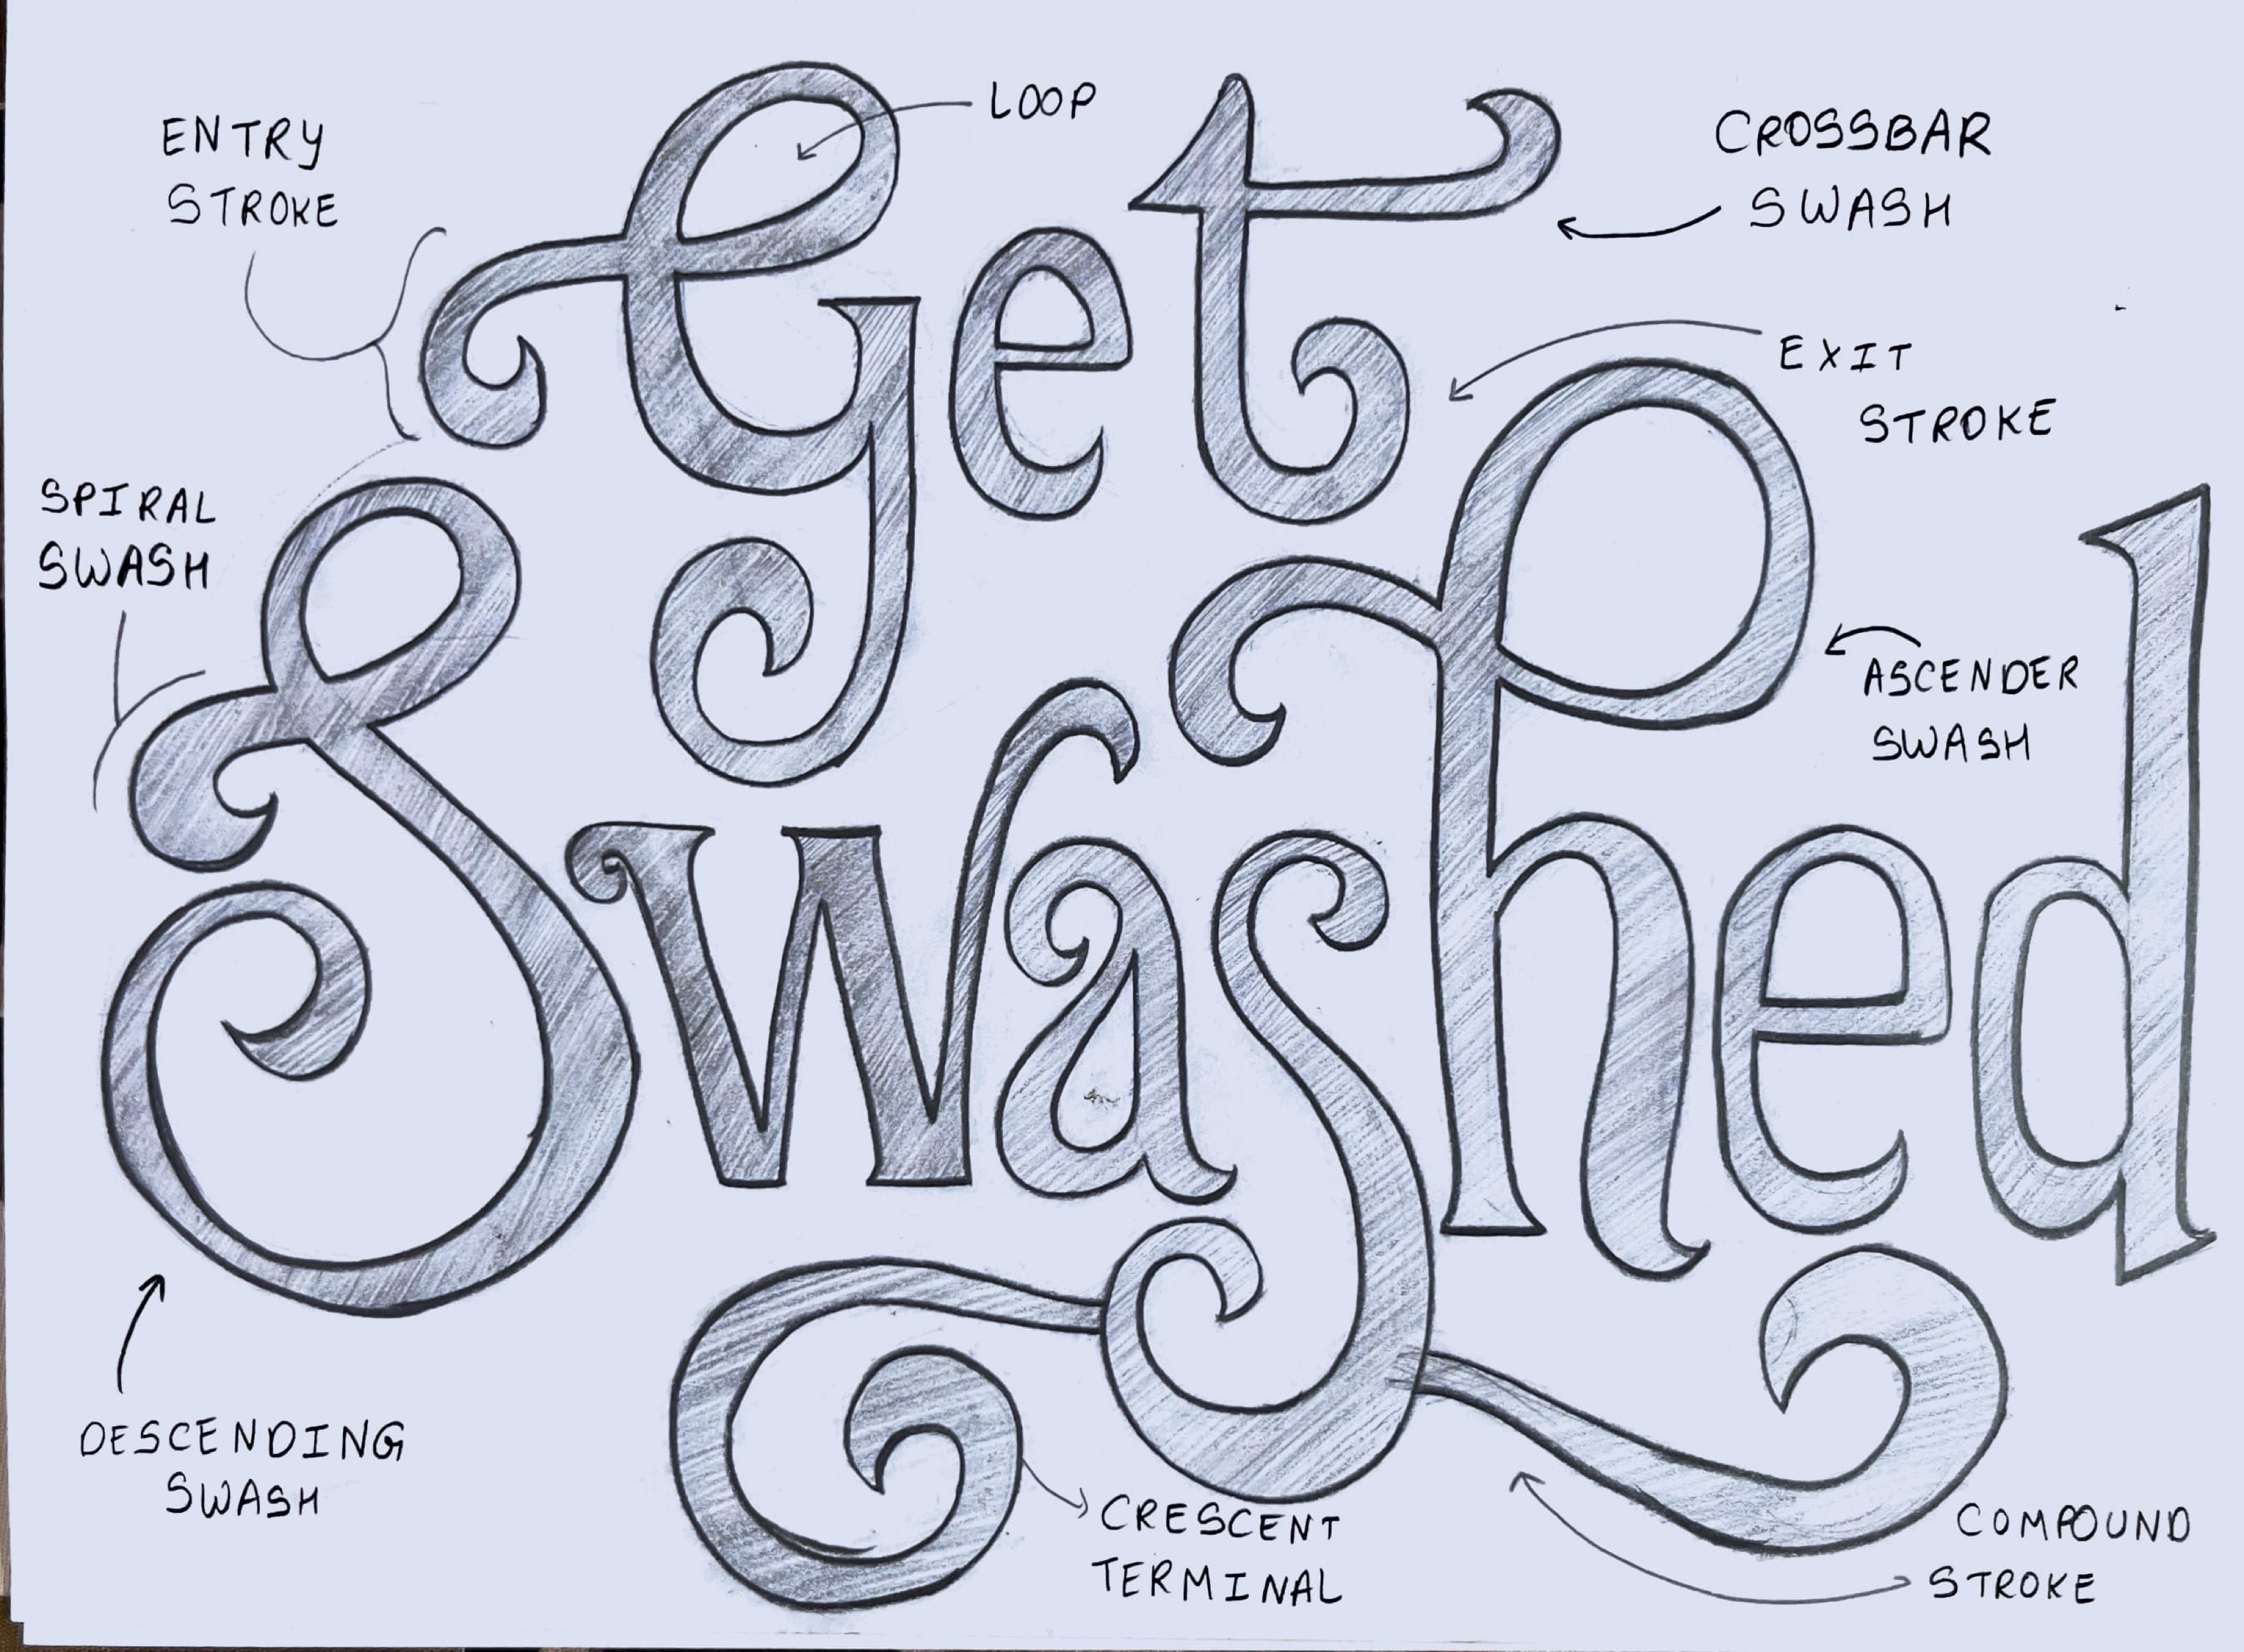 LOOP
ENTRY
STROKE
CROSSBAR
SWASH
Get
EXIT
STROKE
SPIRAL
SWASH
ASCENDER
SWASH
Swashed
DESCENDING
SWASH
CRESCENT
TERMINAL
COMPOUND
STROKE